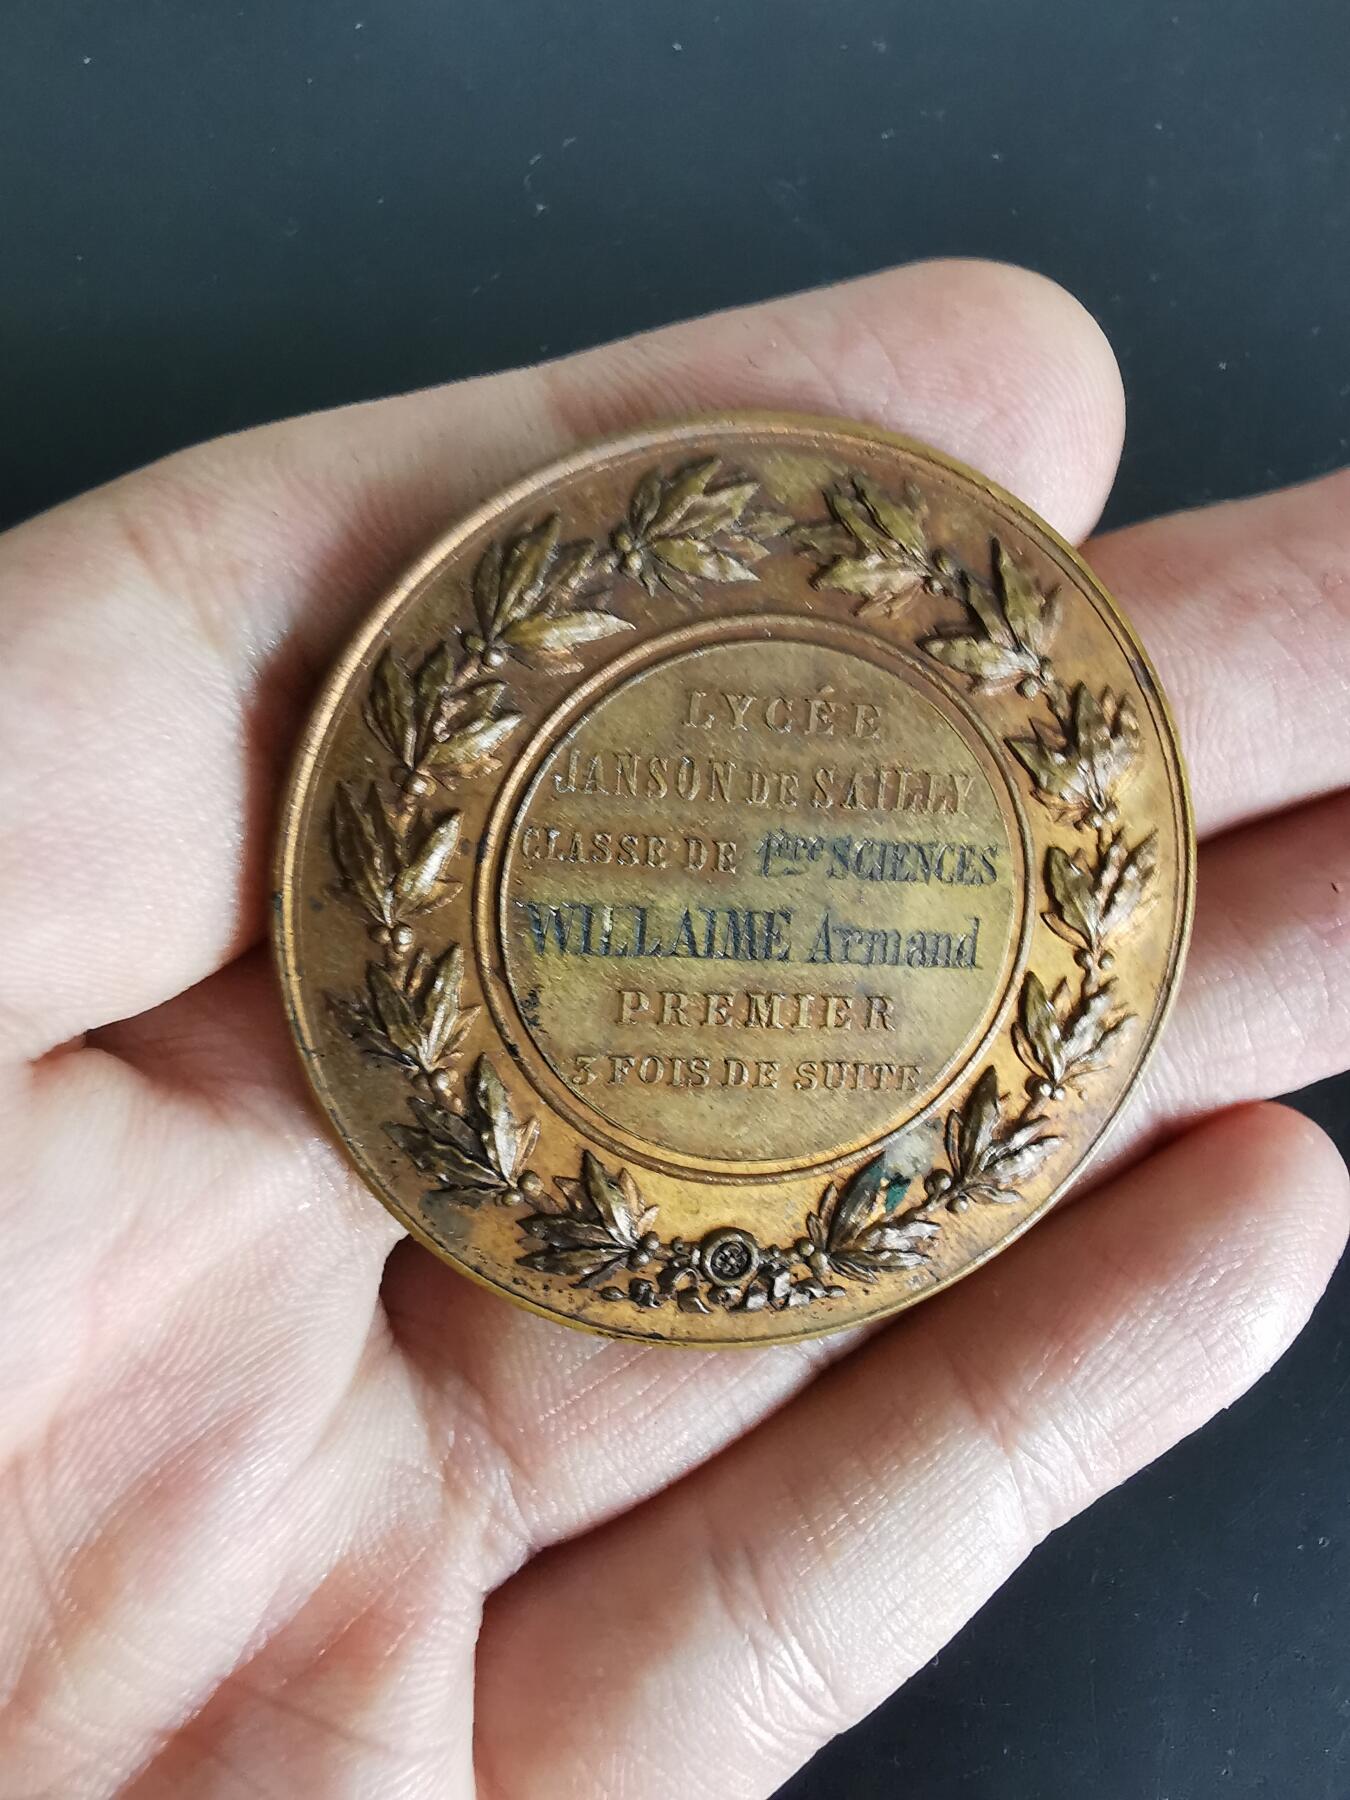 LYCÉE
JANSON DE SAILLY
CLASSE DE 1ère SCIENCES
WILLAIME Armand
PREMIER
3 FOIS DE SUITE